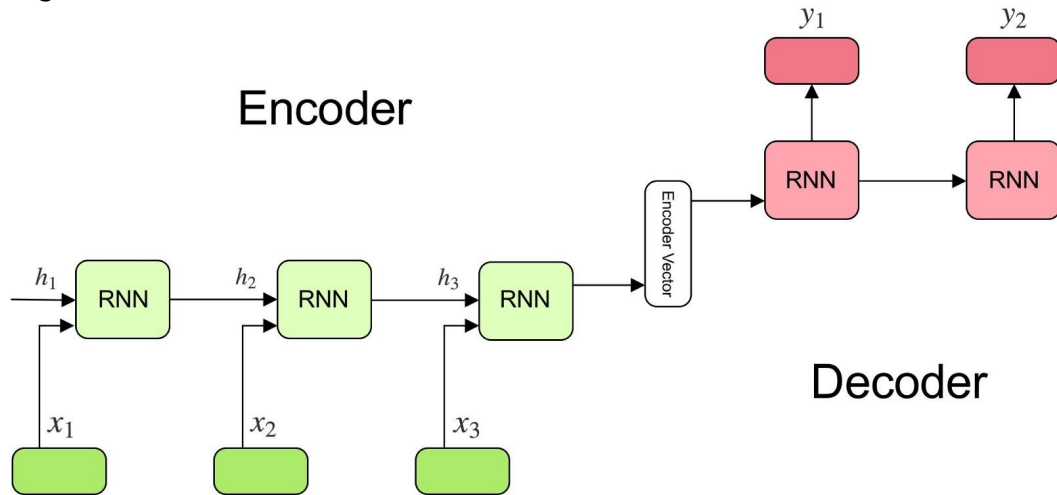 y₁ y₂
Encoder
RNN RNN
Encoder Vector
h₁ h₂ h₃
RNN RNN RNN
Decoder
x₁ x₂ x₃